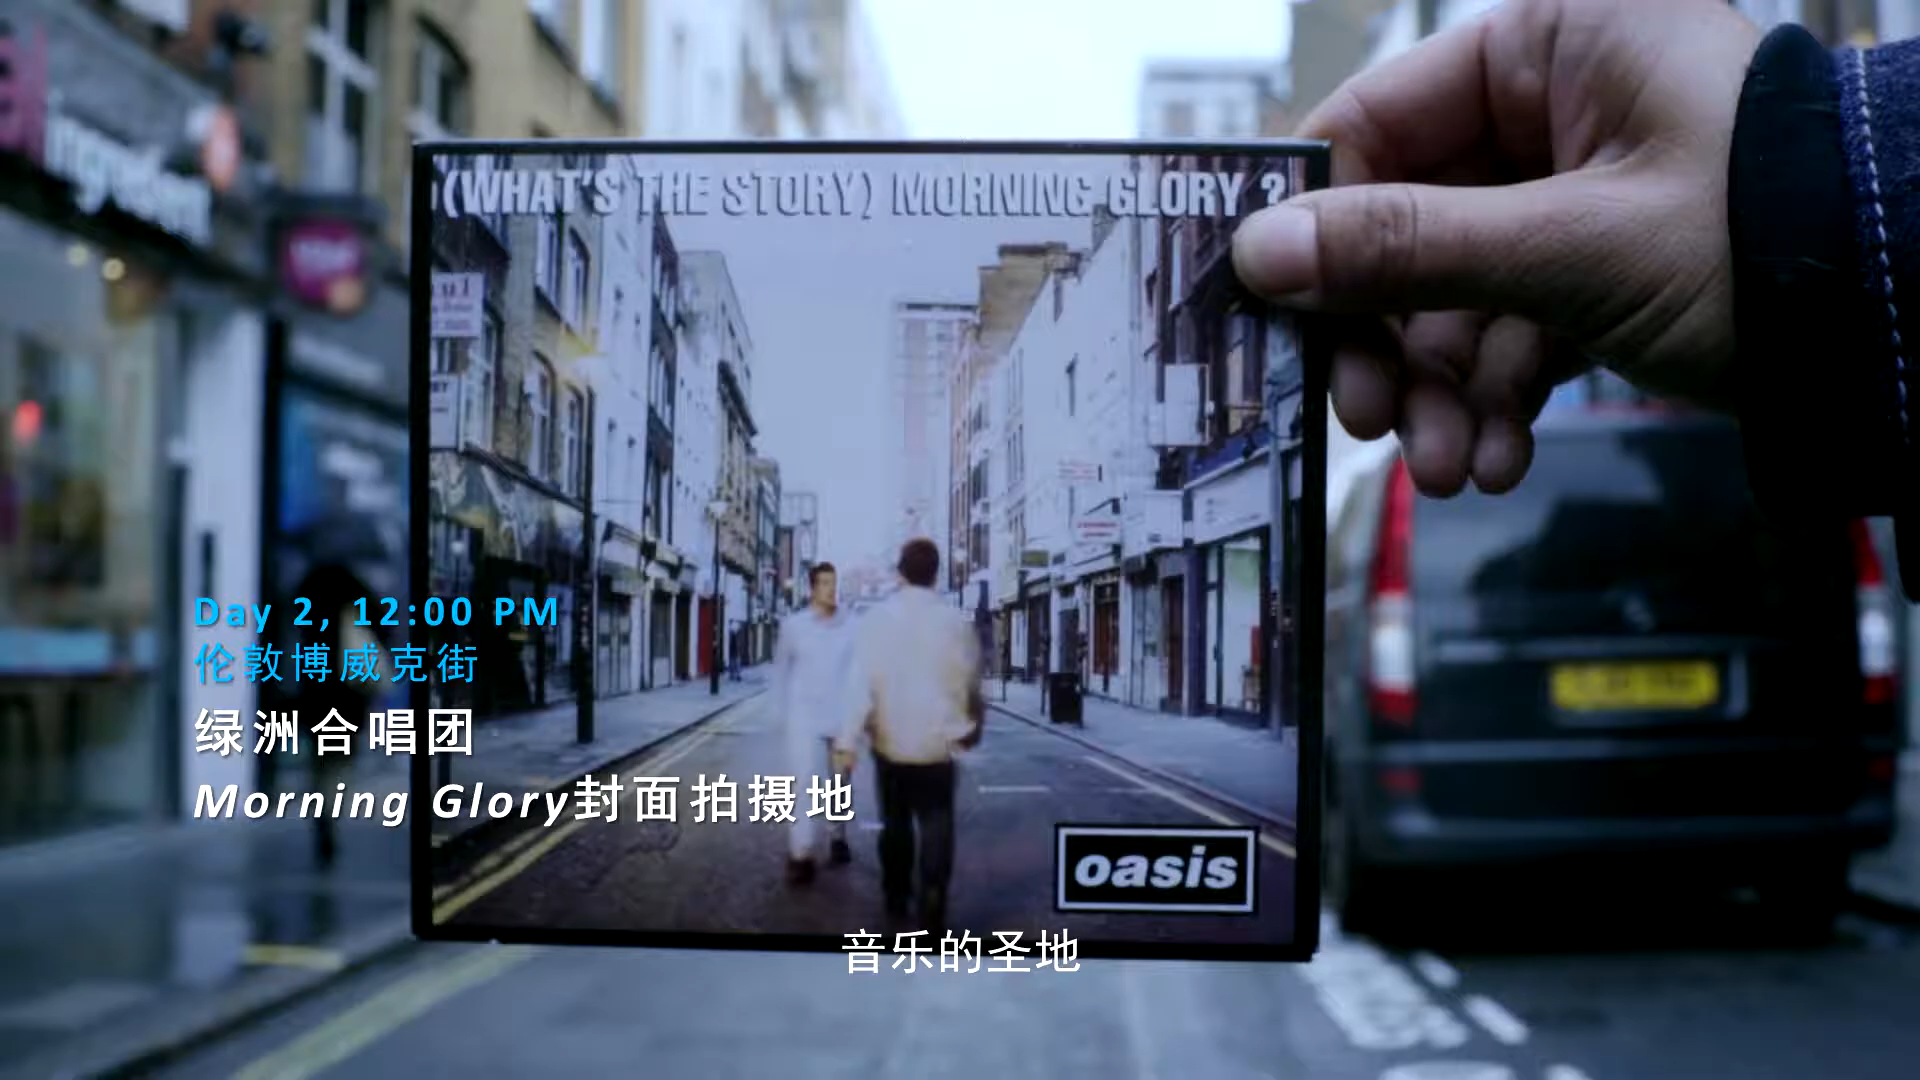 (WHAT'S THE STORY) MORNING GLORY ?
Day 2, 12:00 PM
伦敦博威克街
绿洲合唱团
Morning Glory封面拍摄地
oasis
音乐的圣地